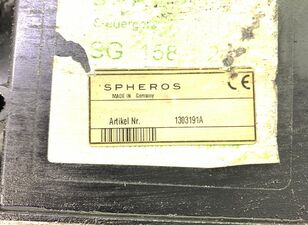 SG 158
SPHEROS
MADE IN Germany
CE
Artikel Nr. 1303191A